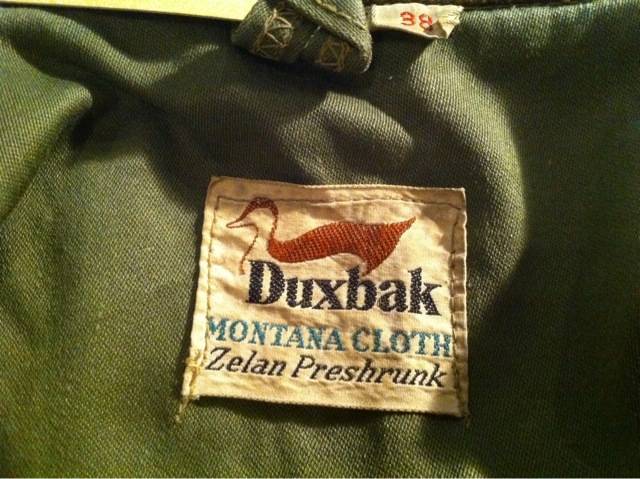 38
Duxbak
MONTANA CLOTH
Zelan Preshrunk